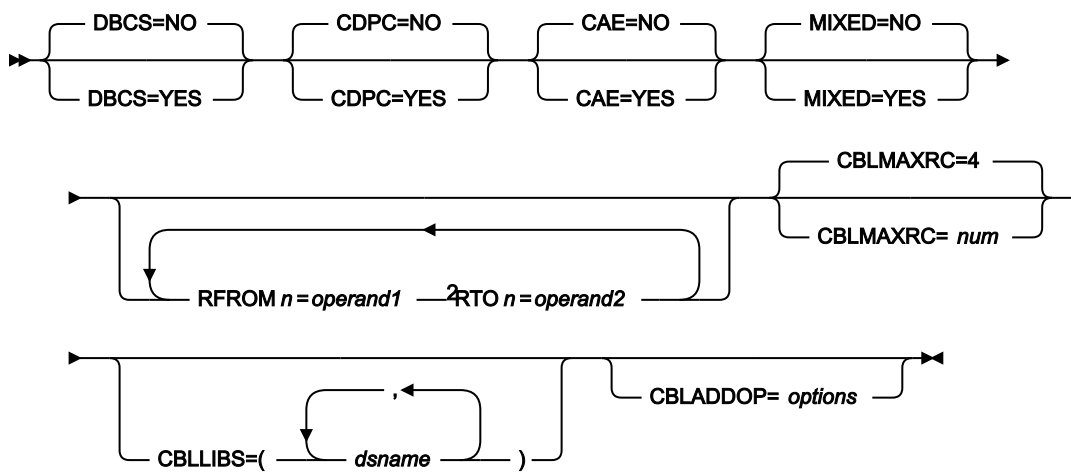 DBCS=NO CDPC=NO CAE=NO MIXED=NO
DBCS=YES CDPC=YES CAE=YES MIXED=YES
CBLMAXRC=4
CBLMAXRC= num
RFROM n = operand1 2 RTO n = operand2
,
CBLADDOP= options
CBLLIBS=( dsname )